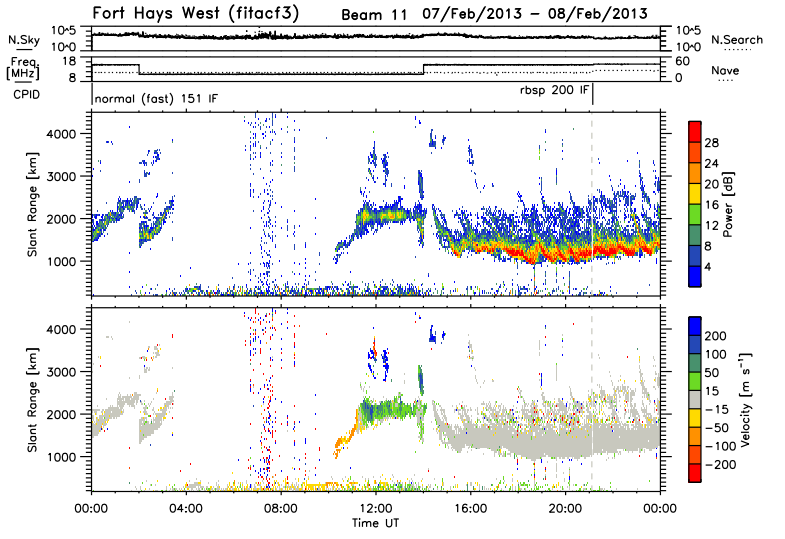 Fort Hays West (fitacf3) Beam 11 07/Feb/2013 - 08/Feb/2013
N.Sky 10^5 10^0 10^5 10^0 N.Search
Freq. [MHz] 18 8 60 0 Nave
CPID normal (fast) 151 IF rbsp 200 IF
Slant Range [km] 4000 3000 2000 1000
28 24 20 16 12 8 4 Power [dB]
Slant Range [km] 4000 3000 2000 1000
200 100 50 15 -15 -50 -100 -200 Velocity [m s⁻¹]
00:00 04:00 08:00 12:00 16:00 20:00 00:00
Time UT